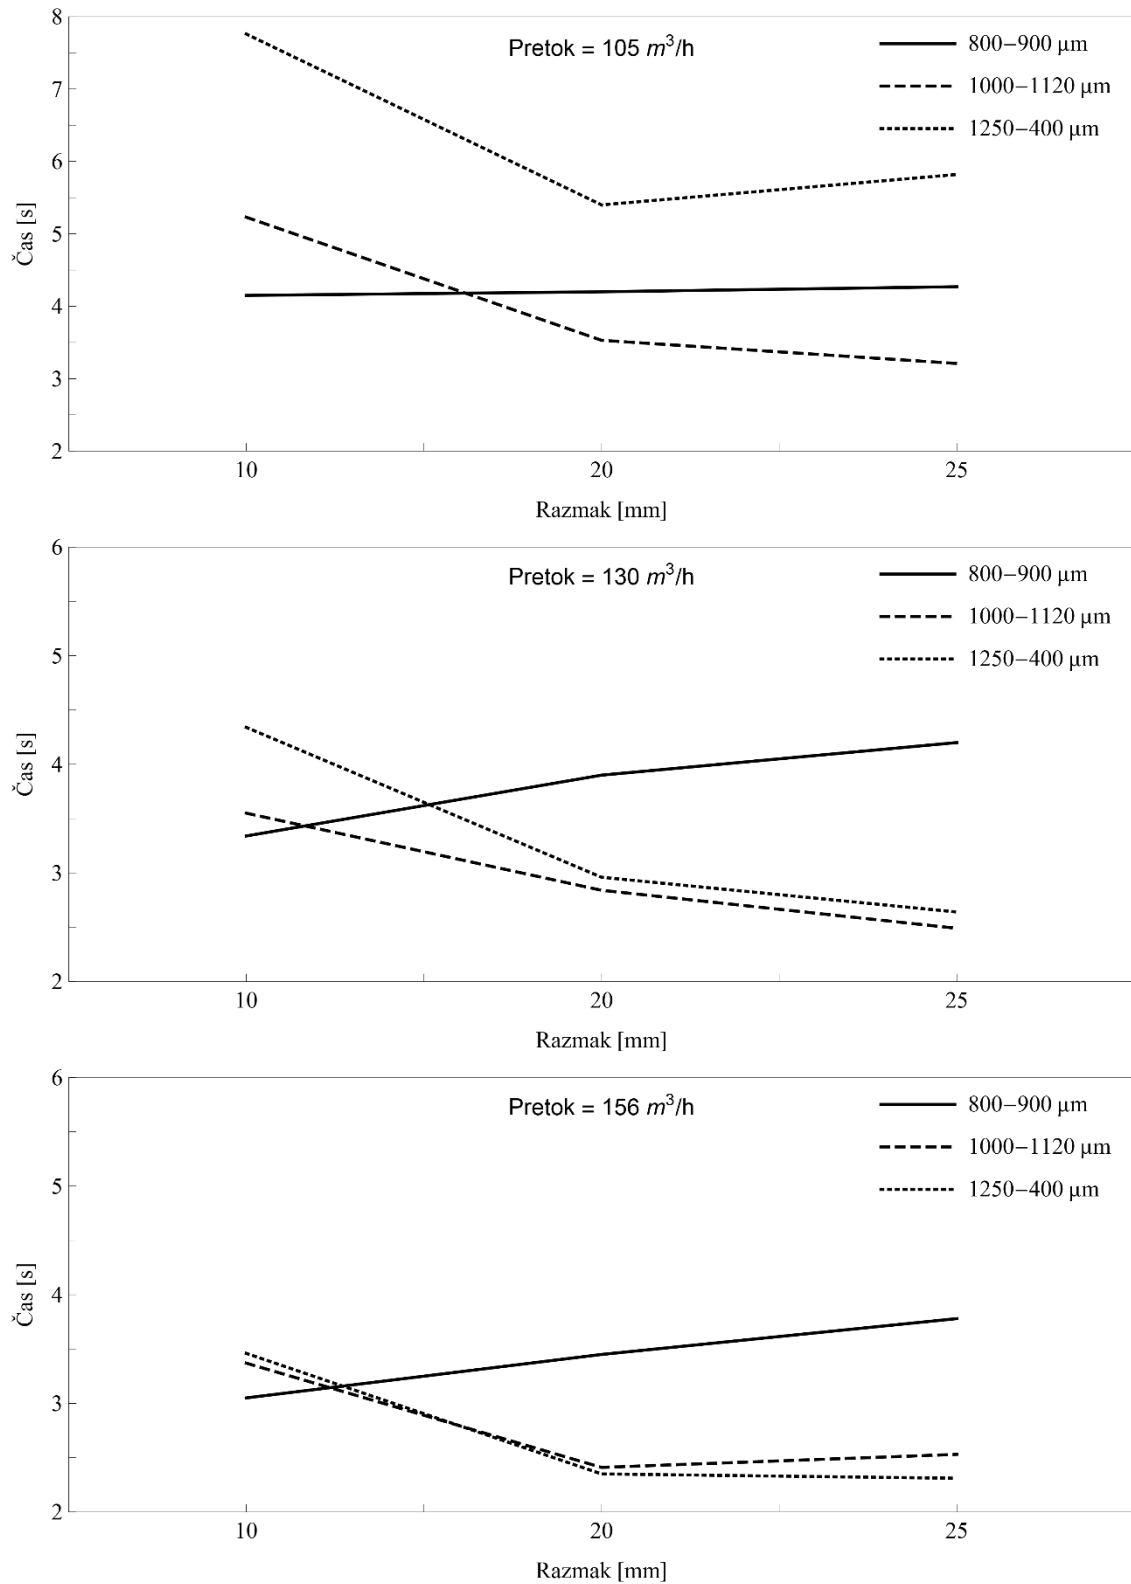 Pretok = 105 m³/h
800–900 μm
1000–1120 μm
1250–400 μm
8
7
6
5
4
3
2
Čas [s]
10 20 25
Razmak [mm]
Pretok = 130 m³/h
800–900 μm
1000–1120 μm
1250–400 μm
6
5
4
3
2
Čas [s]
10 20 25
Razmak [mm]
Pretok = 156 m³/h
800–900 μm
1000–1120 μm
1250–400 μm
6
5
4
3
2
Čas [s]
10 20 25
Razmak [mm]